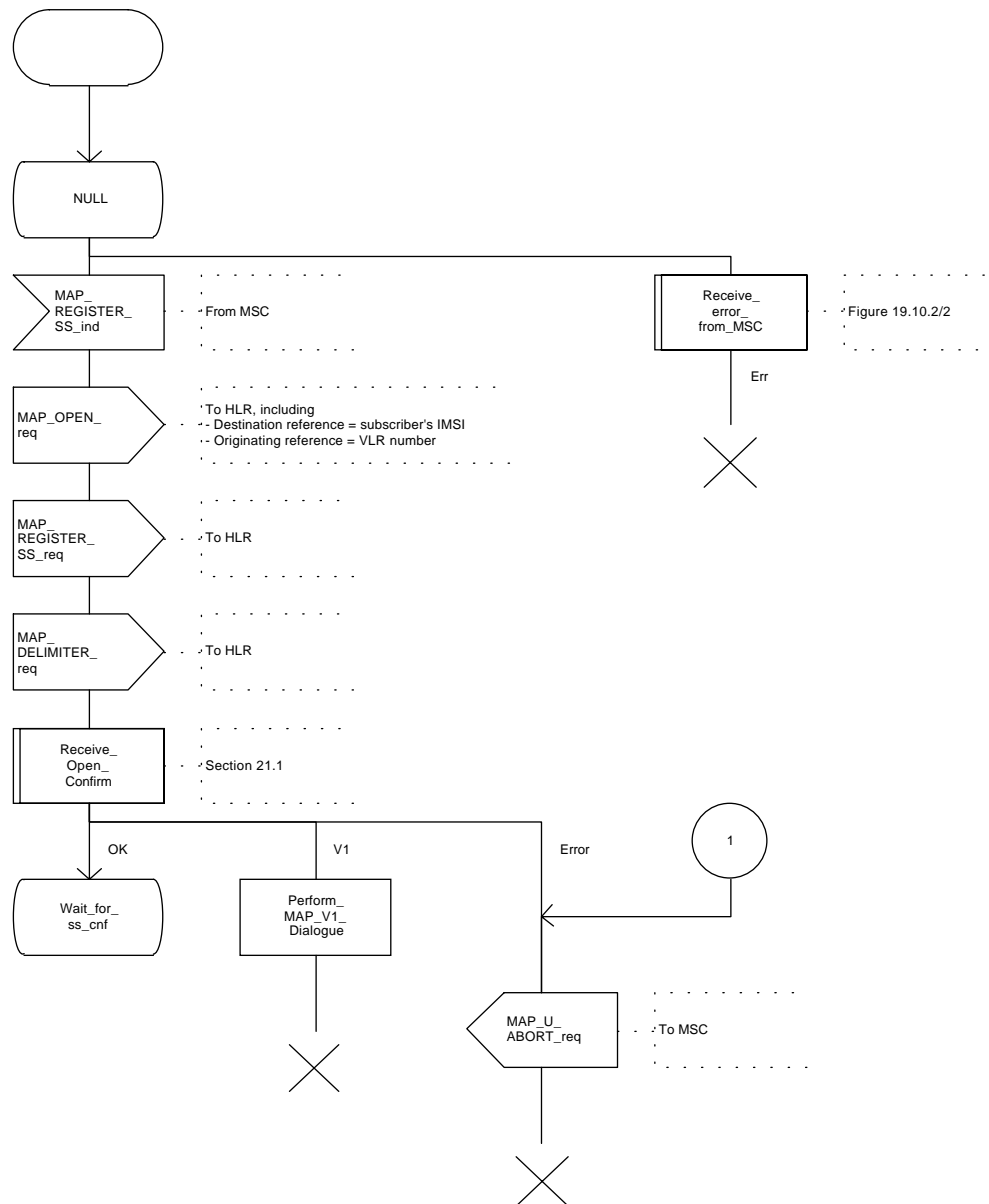 NULL
MAP_
REGISTER_
SS_ind
From MSC
Receive_
error_
from_MSC
Figure 19.10.2/2
Err
MAP_OPEN_
req
To HLR, including
- Destination reference = subscriber's IMSI
- Originating reference = VLR number
MAP_
REGISTER_
SS_req
To HLR
MAP_
DELIMITER_
req
To HLR
Receive_
Open_
Confirm
Section 21.1
OK
V1
Error
1
Wait_for_
ss_cnf
Perform_
MAP_V1_
Dialogue
MAP_U_
ABORT_req
To MSC